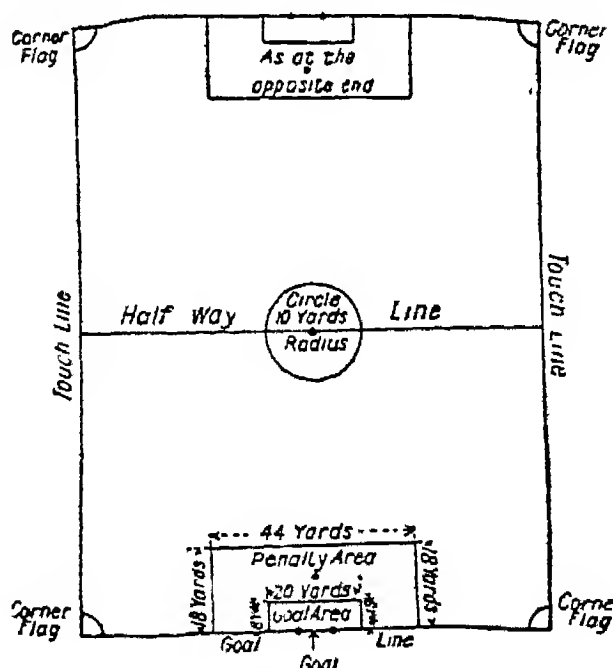 Corner
Flag
Corner
Flag
As at the
opposite end
Touch Line
Half Way
Circle
10 Yards
Radius
Line
Touch Line
44 Yards
Penalty Area
18 Yards
18 Yards
20 Yards
Goal Area
Corner
Flag
Corne
Flag
Goal
Line
Goal